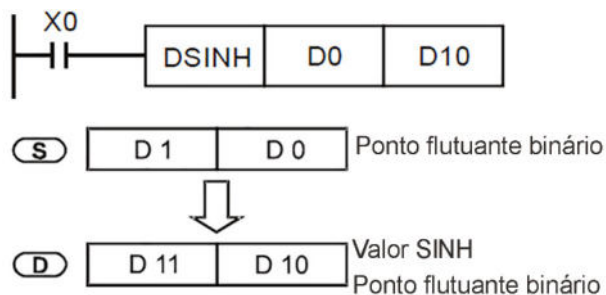 X0
DSINH D0 D10
S D 1 D 0 Ponto flutuante binário
Valor SINH
D D 11 D 10
Ponto flutuante binário